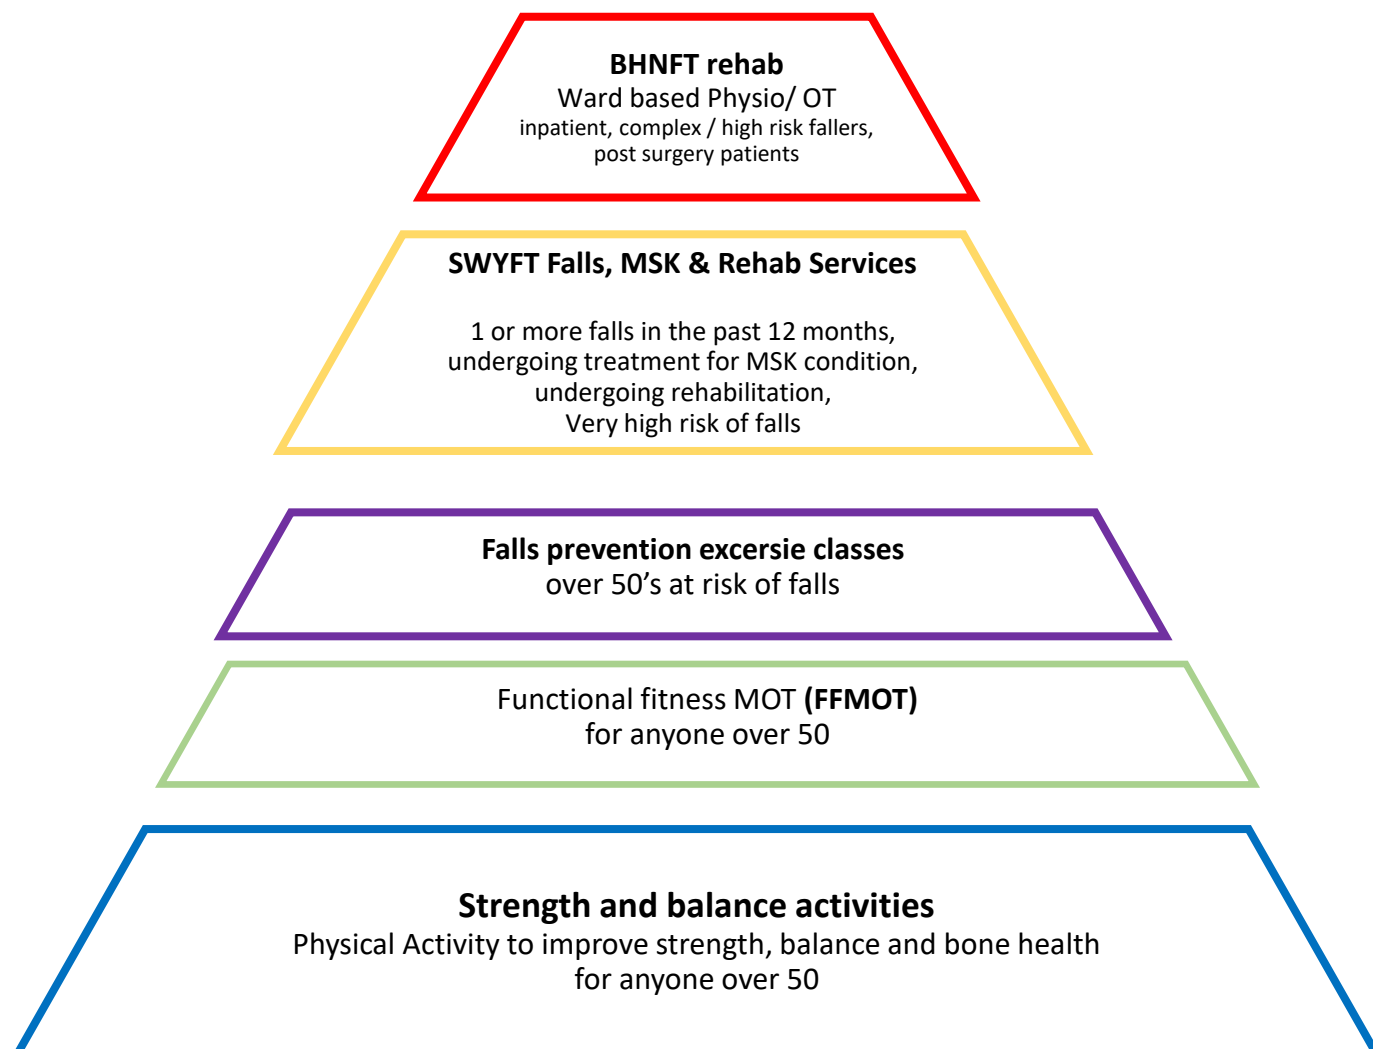 BHNFT rehab
Ward based Physio/ OT
inpatient, complex / high risk fallers,
post surgery patients
SWYFT Falls, MSK & Rehab Services
1 or more falls in the past 12 months,
undergoing treatment for MSK condition,
undergoing rehabilitation,
Very high risk of falls
Falls prevention excersie classes
over 50’s at risk of falls
Functional fitness MOT (FFMOT)
for anyone over 50
Strength and balance activities
Physical Activity to improve strength, balance and bone health
for anyone over 50